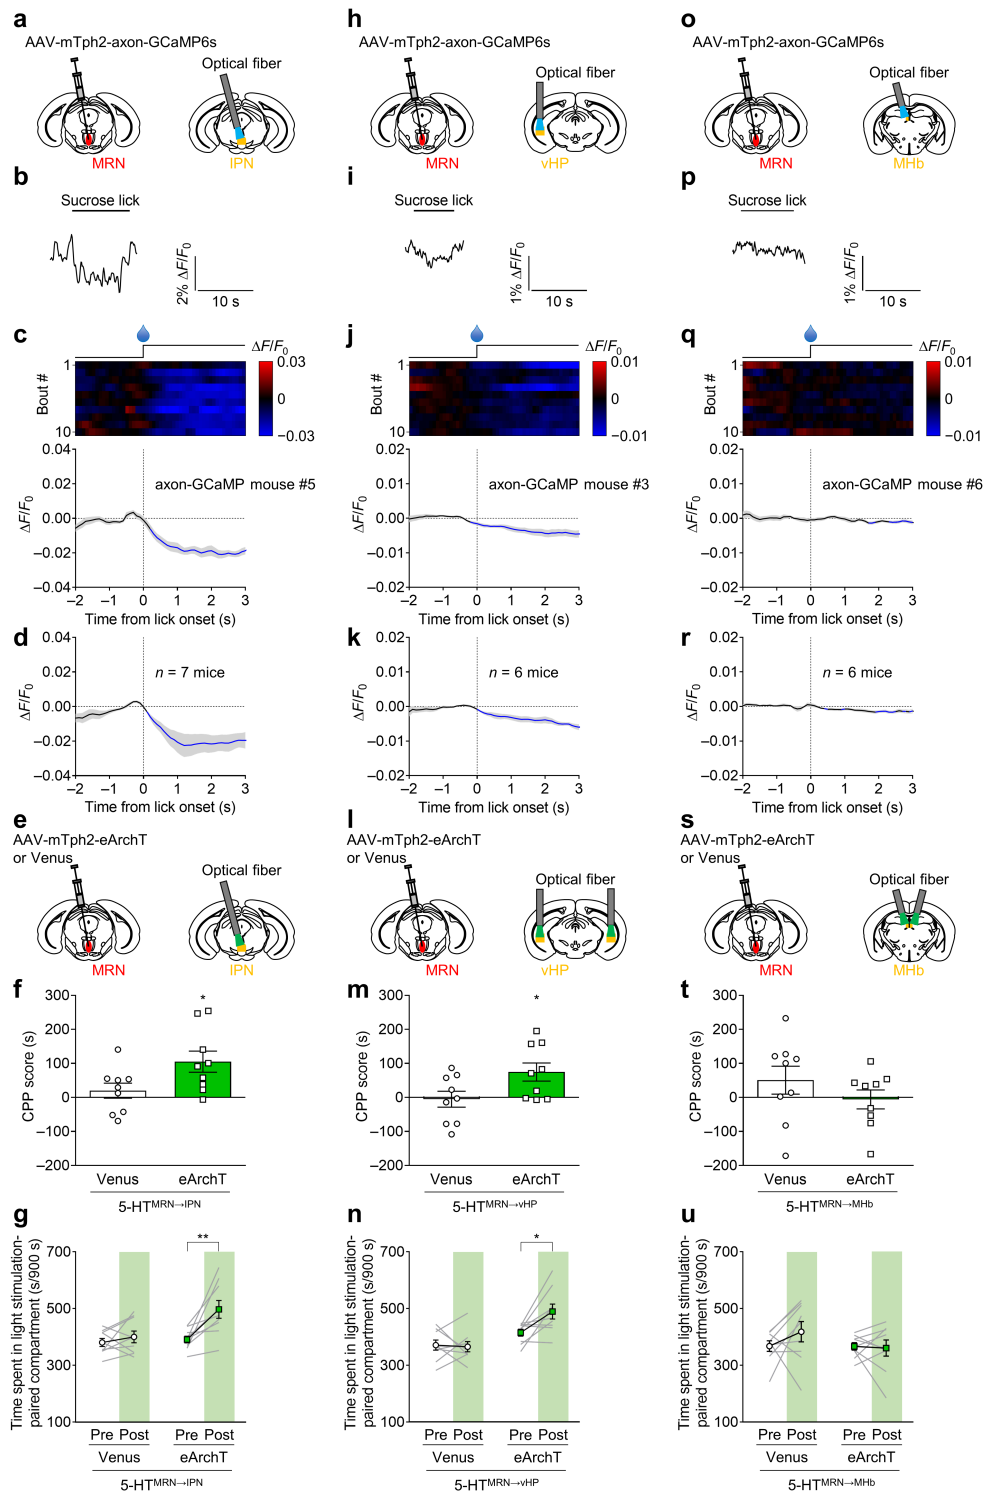 a
AAV-mTph2-axon-GCaMP6s
Optical fiber
MRN
IPN
b
Sucrose lick
2% ΔF/F0
10 s
c
ΔF/F0
Bout #
1
10
0.03
0
−0.03
0.04
0.02
0.00
−0.02
−0.04
ΔF/F0
axon-GCaMP mouse #5
−2 −1 0 1 2 3
Time from lick onset (s)
d
0.04
0.02
0.00
−0.02
−0.04
ΔF/F0
n = 7 mice
−2 −1 0 1 2 3
Time from lick onset (s)
e
AAV-mTph2-eArchT
or Venus
Optical fiber
MRN
IPN
f
CPP score (s)
300
200
100
0
−100
−200
*
Venus eArchT
5-HTMRN→IPN
g
Time spent in light stimulation-
paired compartment (s/900 s)
700
500
300
100
**
Pre Post Pre Post
Venus eArchT
5-HTMRN→IPN
h
AAV-mTph2-axon-GCaMP6s
Optical fiber
MRN
vHP
i
Sucrose lick
1% ΔF/F0
10 s
j
ΔF/F0
Bout #
1
10
0.01
0
−0.01
0.02
0.01
0.00
−0.01
−0.02
ΔF/F0
axon-GCaMP mouse #3
−2 −1 0 1 2 3
Time from lick onset (s)
k
0.02
0.01
0.00
−0.01
−0.02
ΔF/F0
n = 6 mice
−2 −1 0 1 2 3
Time from lick onset (s)
l
AAV-mTph2-eArchT
or Venus
Optical fiber
MRN
vHP
m
CPP score (s)
300
200
100
0
−100
−200
*
Venus eArchT
5-HTMRN→vHP
n
Time spent in light stimulation-
paired compartment (s/900 s)
700
500
300
100
*
Pre Post Pre Post
Venus eArchT
5-HTMRN→vHP
o
AAV-mTph2-axon-GCaMP6s
Optical fiber
MRN
MHb
p
Sucrose lick
1% ΔF/F0
10 s
q
ΔF/F0
Bout #
1
10
0.01
0
−0.01
0.02
0.01
0.00
−0.01
−0.02
ΔF/F0
axon-GCaMP mouse #6
−2 −1 0 1 2 3
Time from lick onset (s)
r
0.02
0.01
0.00
−0.01
−0.02
ΔF/F0
n = 6 mice
−2 −1 0 1 2 3
Time from lick onset (s)
s
AAV-mTph2-eArchT
or Venus
Optical fiber
MRN
MHb
t
CPP score (s)
300
200
100
0
−100
−200
Venus eArchT
5-HTMRN→MHb
u
Time spent in light stimulation-
paired compartment (s/900 s)
700
500
300
100
Pre Post Pre Post
Venus eArchT
5-HTMRN→MHb